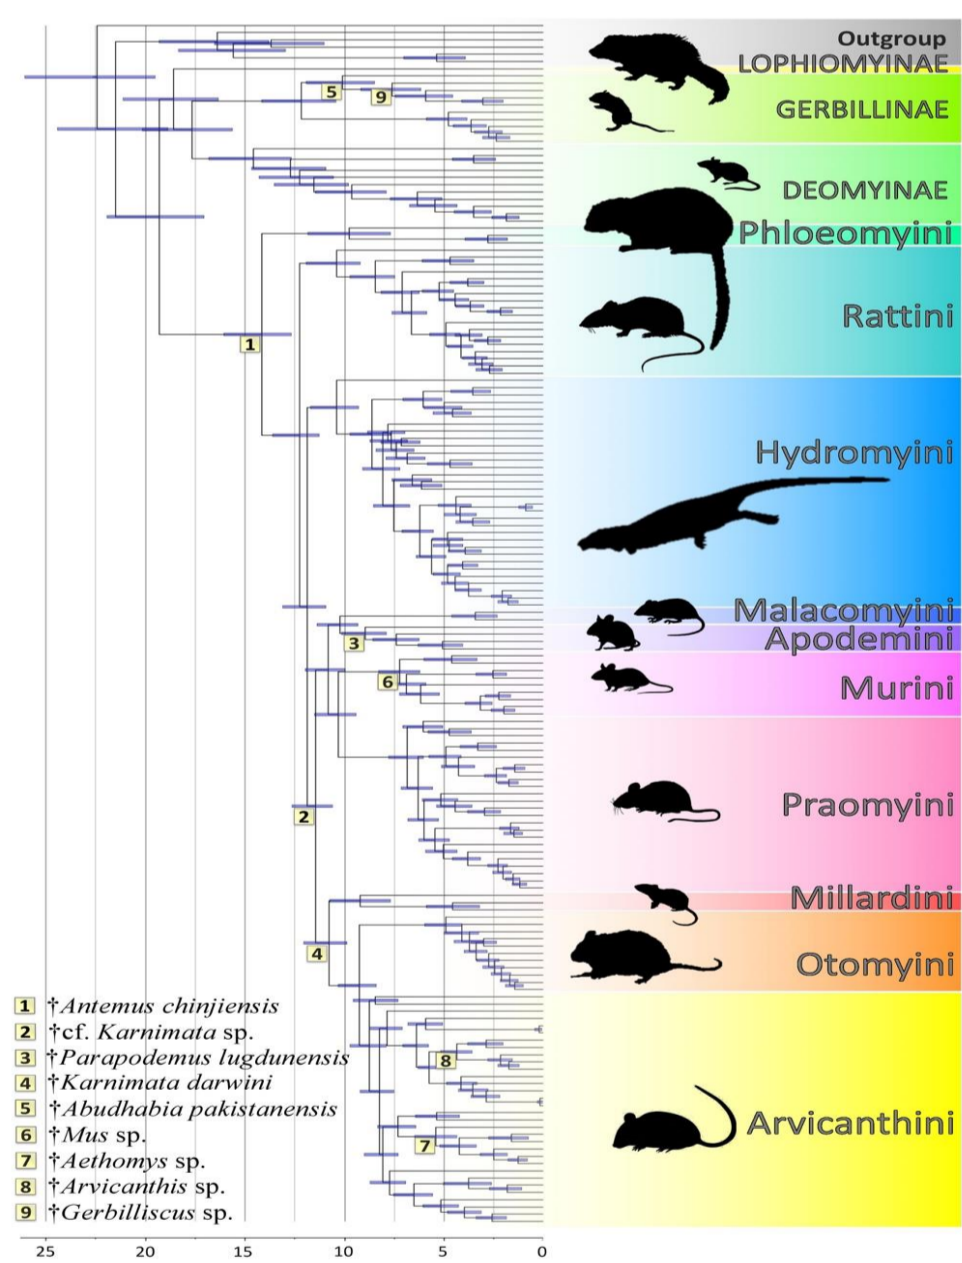 Outgroup
LOPHIOMYINAE
5
9
GERBILLINAE
DEOMYINAE
Phloeomyini
Rattini
1
Hydromyini
Malacomyini
Apodemini
3
6
Murini
Praomyini
2
Millardini
4
Otomyini
1 †Antemus chinjiensis
2 †cf. Karnimata sp.
3 †Parapodemus lugdunensis
8
4 †Karnimata darwini
5 †Abudhabia pakistanensis
Arvicanthini
6 †Mus sp.
7
7 †Aethomys sp.
8 †Arvicanthis sp.
9 †Gerbilliscus sp.
25 20 15 10 5 0